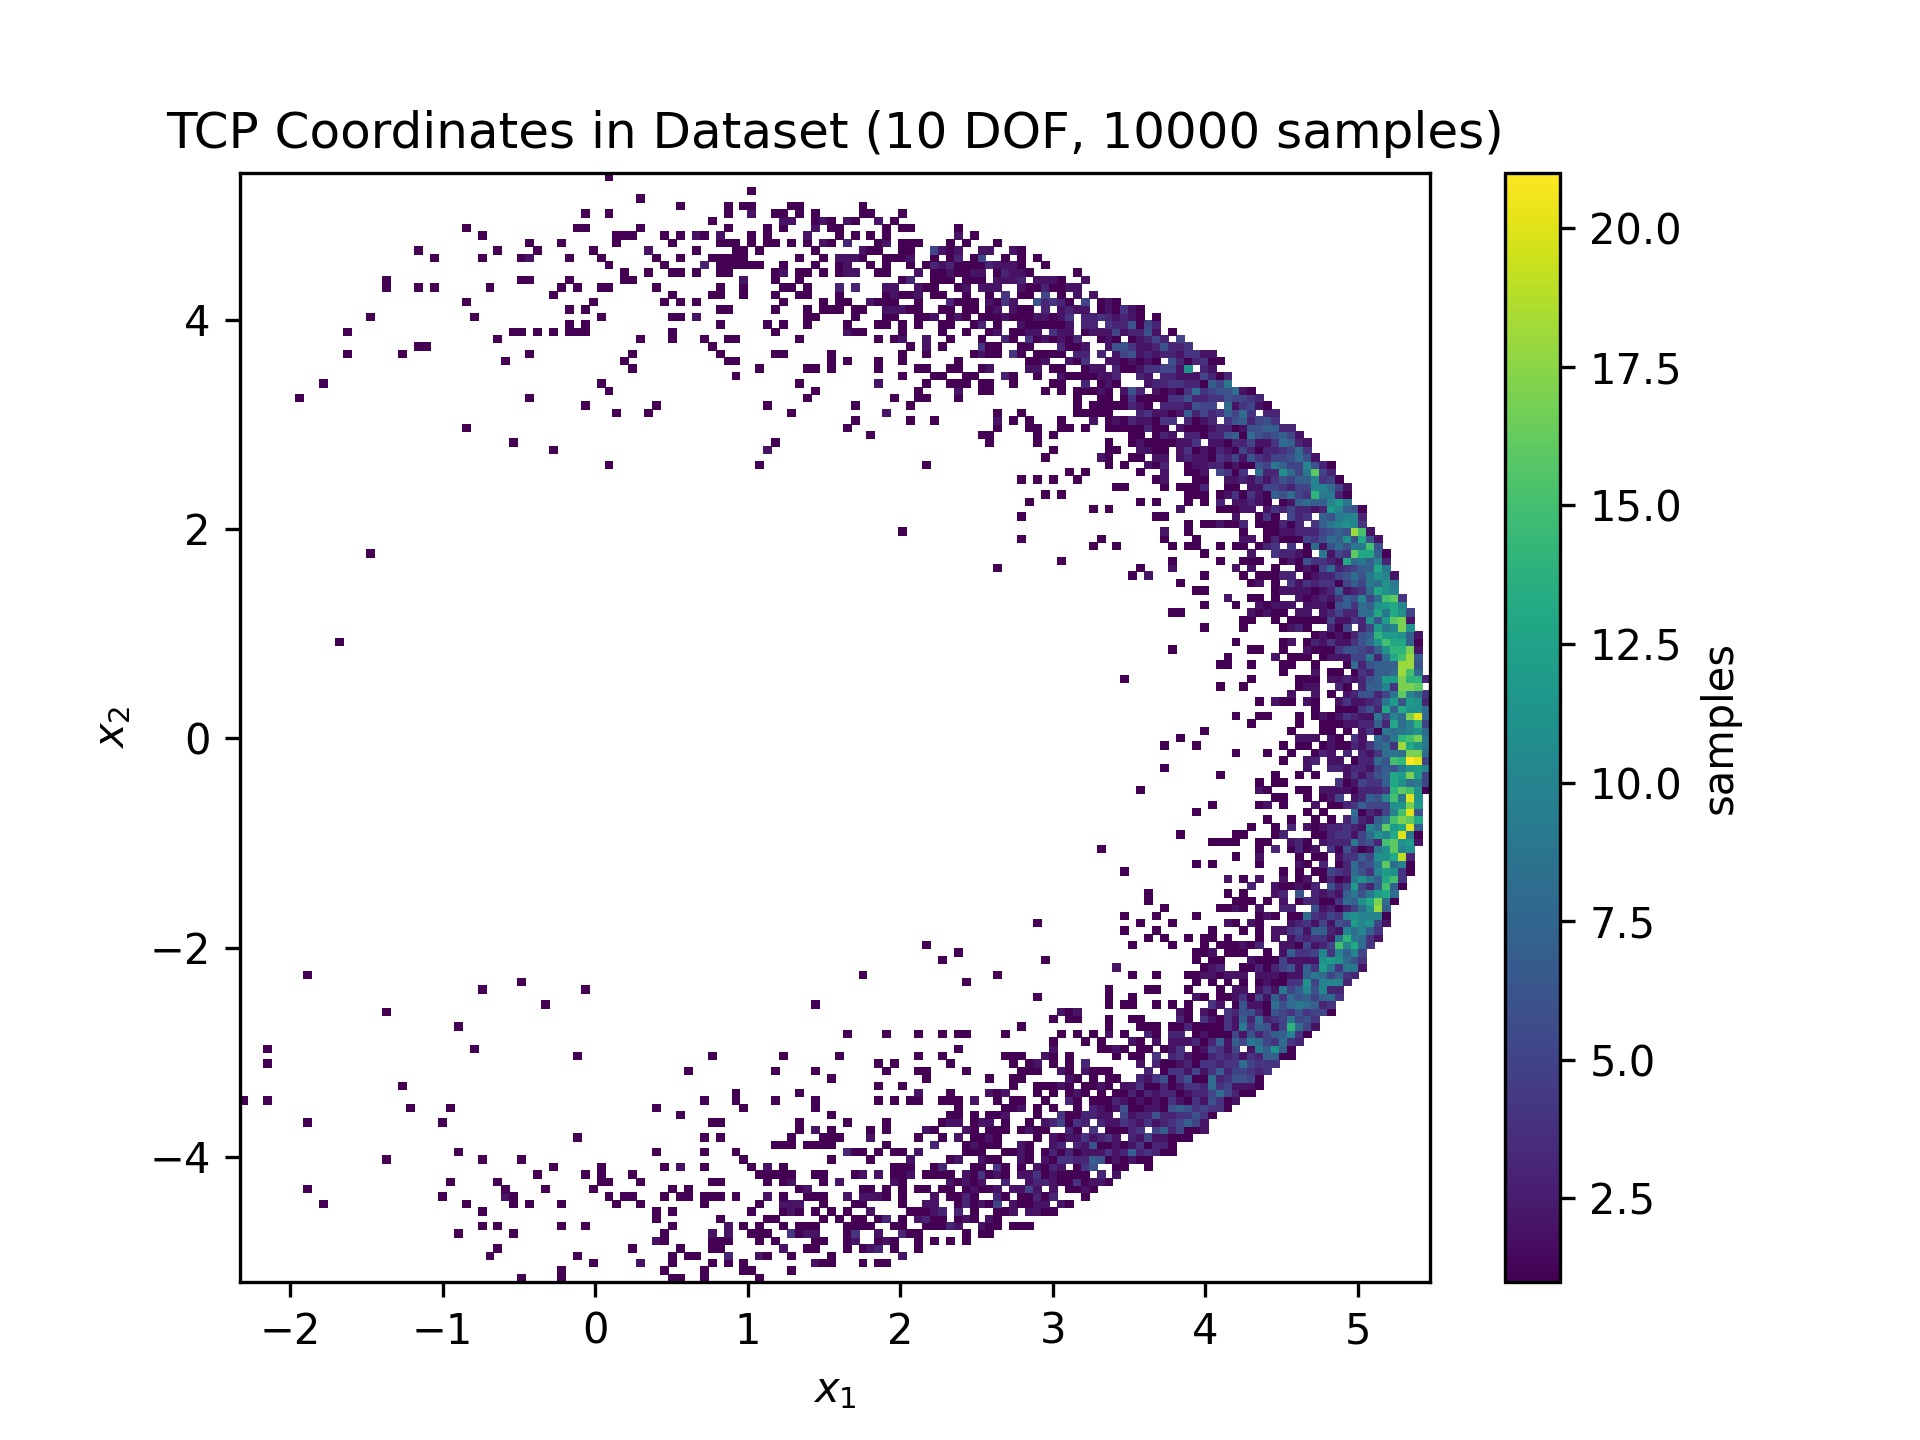 TCP Coordinates in Dataset (10 DOF, 10000 samples)
4
2
0
−2
−4
x₂
−2 −1 0 1 2 3 4 5
x₁
20.0
17.5
15.0
12.5
10.0
7.5
5.0
2.5
samples